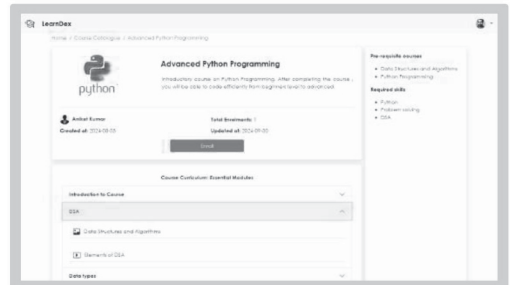 LearnDex
Home / Course Catalogue / Advanced Python Programming
python
Advanced Python Programming
Introductory course on Python Programming. After completing the course ,
you will be able to code efficiently from beginner level to advanced
Aniket Kumar
Total Enrolments:
Created at: 2024-08-
Updated at: 2024-09-
Enroll
Pre-requisite courses
Data Structures and Algorithms
Python Programming
Required skills
Python
Problem solving
DSA
Course Curriculum: Essential Modules
Introduction to Course
DSA
Data Structures and Algorithms
Elements of DSA
Data types